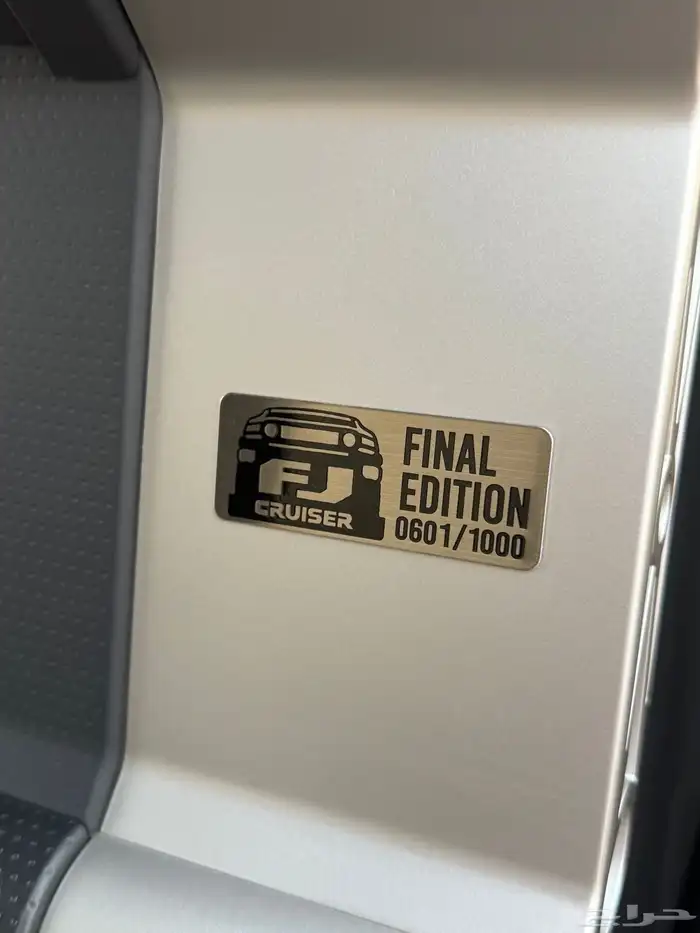 FJ
CRUISER
FINAL
EDITION
0601/1000
حراج